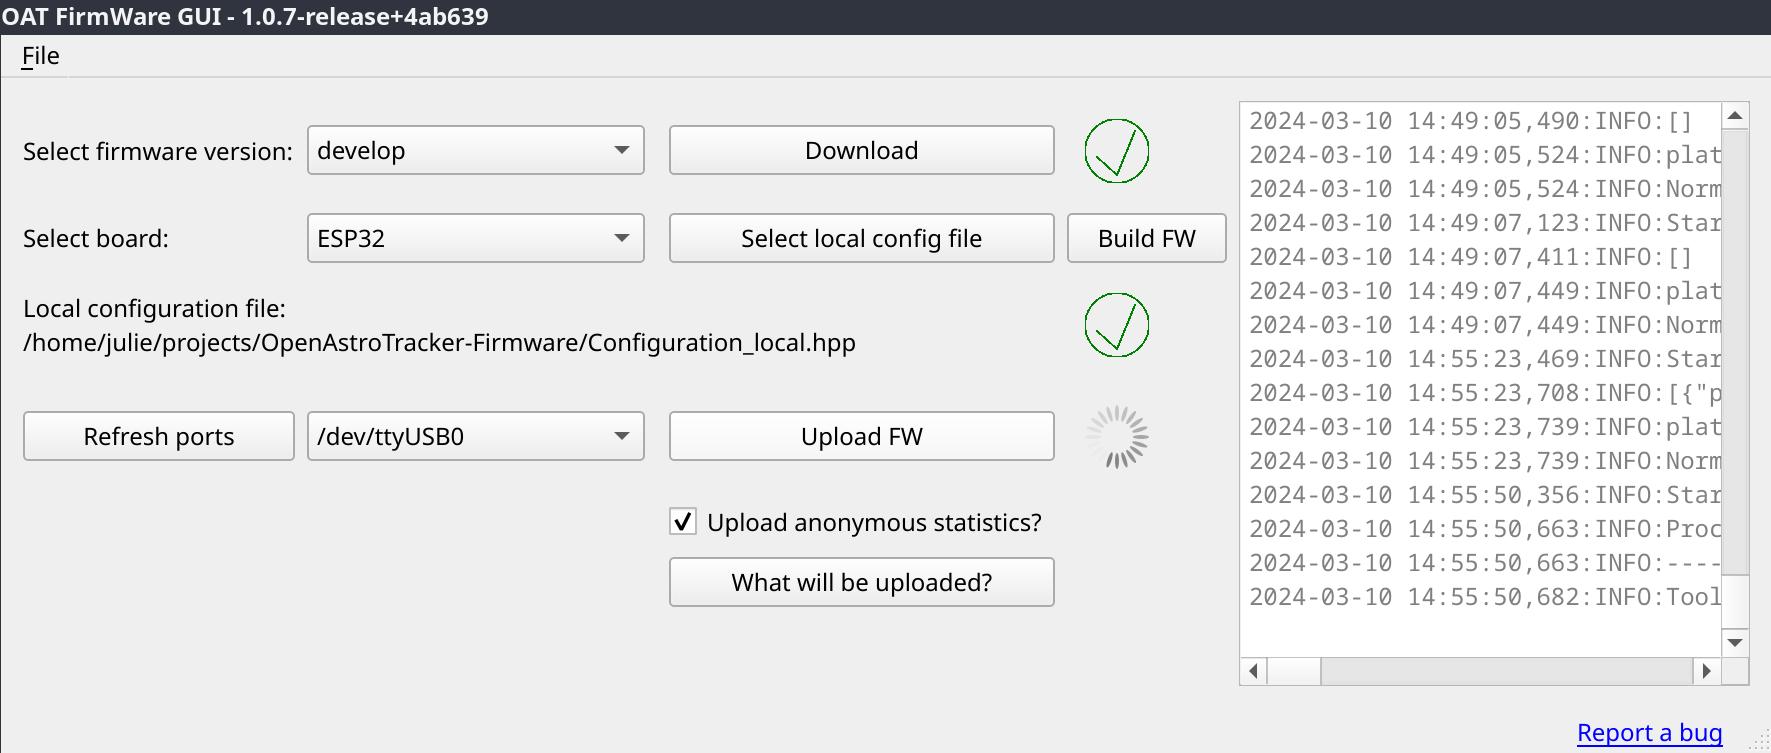 OAT FirmWare GUI - 1.0.7-release+4ab639
File
Select firmware version: develop Download
Select board: ESP32 Select local config file Build FW
Local configuration file:
/home/julie/projects/OpenAstroTracker-Firmware/Configuration_local.hpp
Refresh ports /dev/ttyUSB0 Upload FW
Upload anonymous statistics?
What will be uploaded?
2024-03-10 14:49:05,490:INFO:[]
2024-03-10 14:49:05,524:INFO:plat
2024-03-10 14:49:05,524:INFO:Norm
2024-03-10 14:49:07,123:INFO:Star
2024-03-10 14:49:07,411:INFO:[]
2024-03-10 14:49:07,449:INFO:plat
2024-03-10 14:49:07,449:INFO:Norm
2024-03-10 14:55:23,469:INFO:Star
2024-03-10 14:55:23,708:INFO:[{"p
2024-03-10 14:55:23,739:INFO:plat
2024-03-10 14:55:23,739:INFO:Norm
2024-03-10 14:55:50,356:INFO:Star
2024-03-10 14:55:50,663:INFO:Proc
2024-03-10 14:55:50,663:INFO:----
2024-03-10 14:55:50,682:INFO:Tool
Report a bug